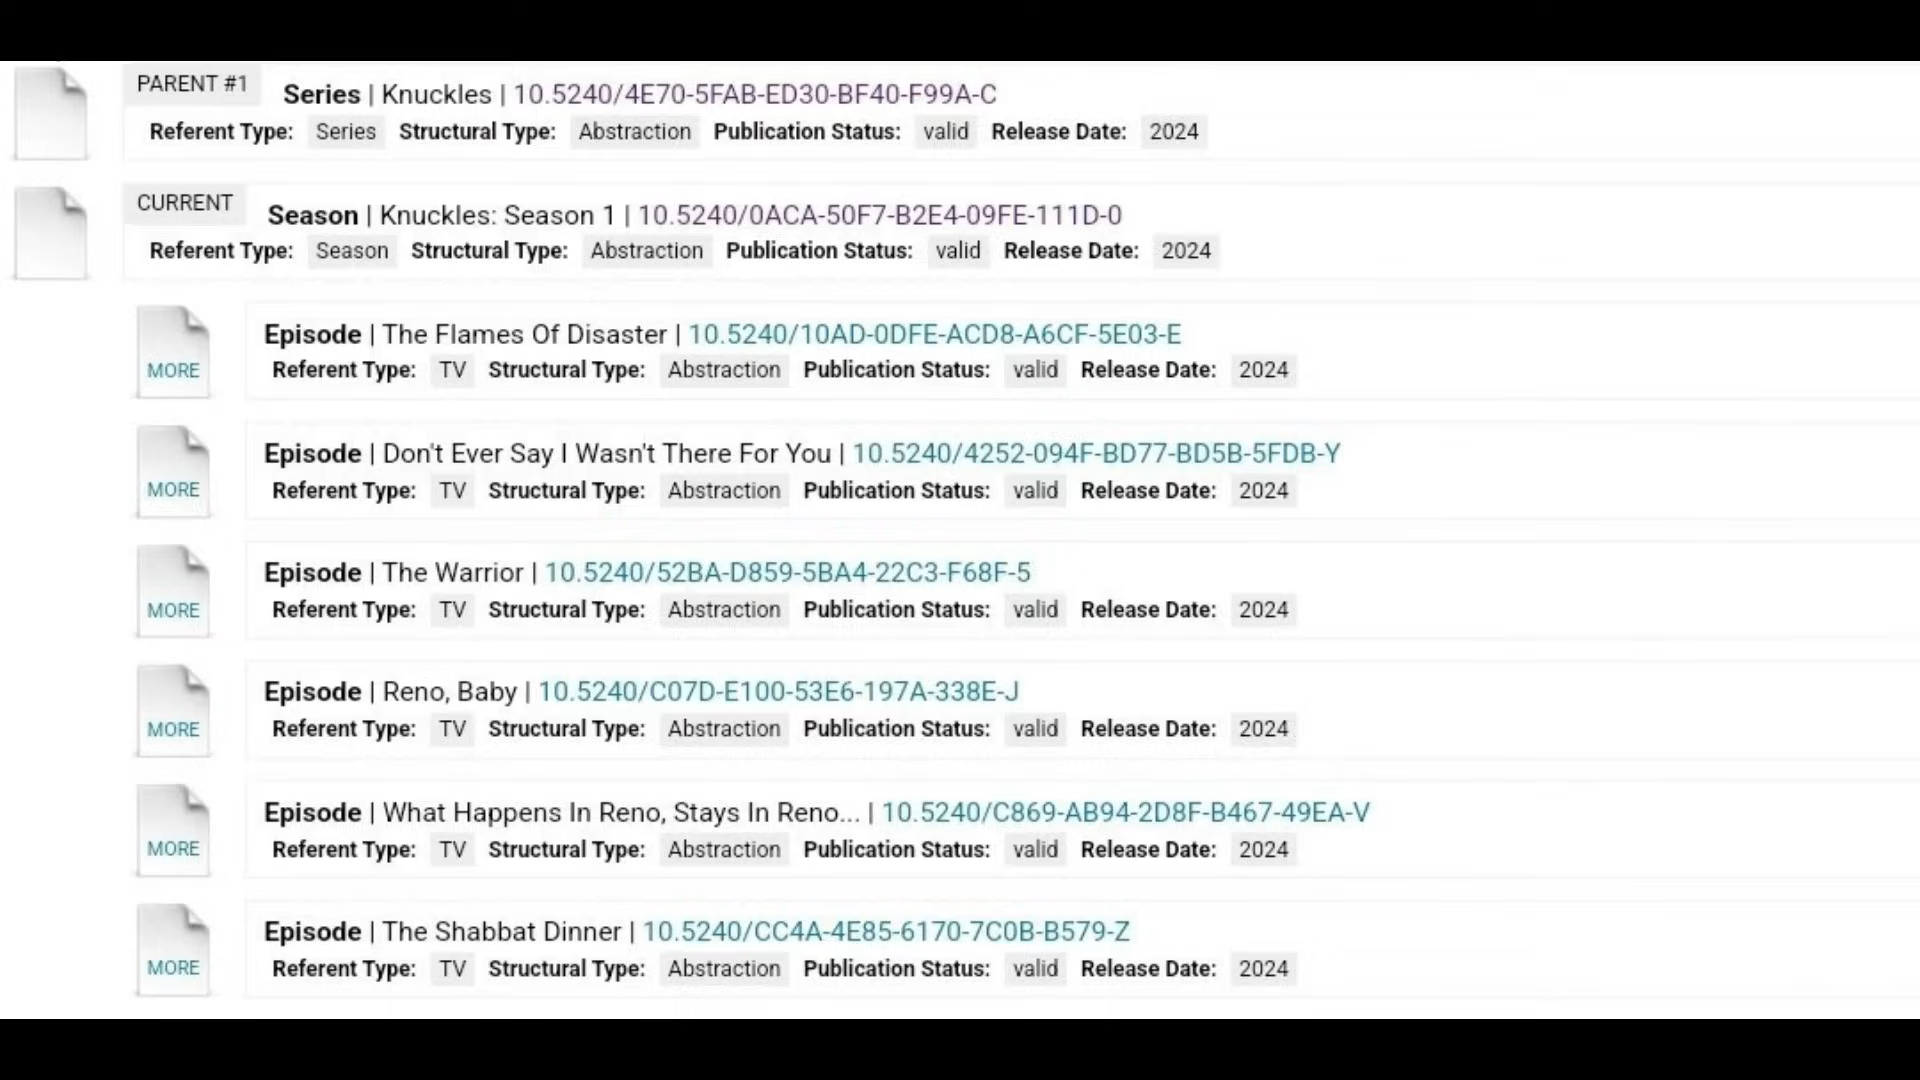 PARENT #1 Series | Knuckles | 10.5240/4E70-5FAB-ED30-BF40-F99A-C
Referent Type: Series Structural Type: Abstraction Publication Status: valid Release Date: 2024
CURRENT Season | Knuckles: Season 1 | 10.5240/0ACA-50F7-B2E4-09FE-111D-0
Referent Type: Season Structural Type: Abstraction Publication Status: valid Release Date: 2024
Episode | The Flames Of Disaster | 10.5240/10AD-0DFE-ACD8-A6CF-5E03-E
MORE Referent Type: TV Structural Type: Abstraction Publication Status: valid Release Date: 2024
Episode | Don't Ever Say I Wasn't There For You | 10.5240/4252-094F-BD77-BD5B-5FDB-Y
MORE Referent Type: TV Structural Type: Abstraction Publication Status: valid Release Date: 2024
Episode | The Warrior | 10.5240/52BA-D859-5BA4-22C3-F68F-5
MORE Referent Type: TV Structural Type: Abstraction Publication Status: valid Release Date: 2024
Episode | Reno, Baby | 10.5240/C07D-E100-53E6-197A-338E-J
MORE Referent Type: TV Structural Type: Abstraction Publication Status: valid Release Date: 2024
Episode | What Happens In Reno, Stays In Reno... | 10.5240/C869-AB94-2D8F-B467-49EA-V
MORE Referent Type: TV Structural Type: Abstraction Publication Status: valid Release Date: 2024
Episode | The Shabbat Dinner | 10.5240/CC4A-4E85-6170-7C0B-B579-Z
MORE Referent Type: TV Structural Type: Abstraction Publication Status: valid Release Date: 2024